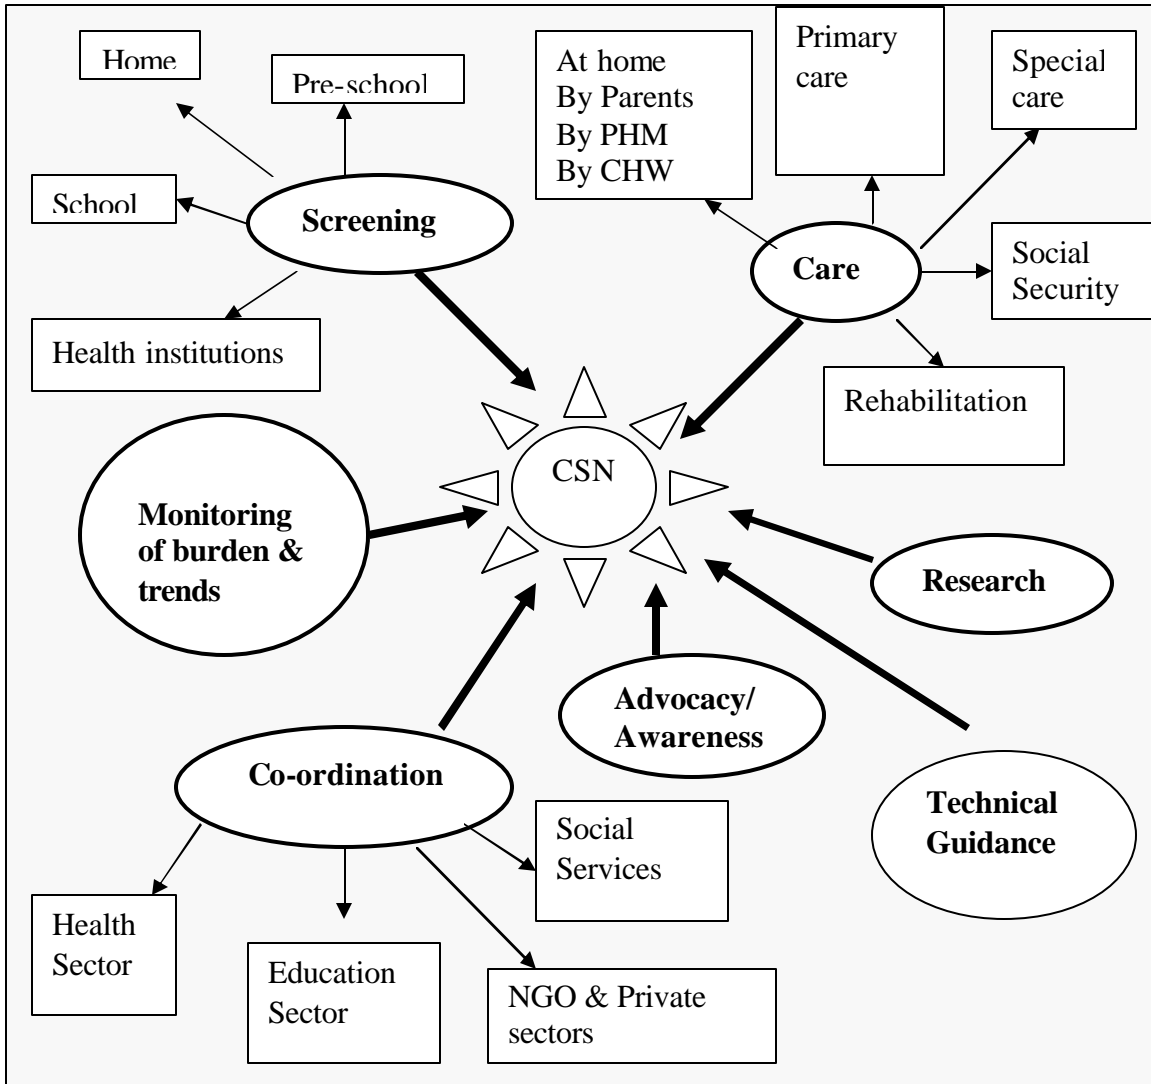 Home
Pre-school
School
Screening
Health institutions
At home
By Parents
By PHM
By CHW
Primary
care
Special
care
Care
Social
Security
Rehabilitation
CSN
Monitoring
of burden &
trends
Research
Advocacy/
Awareness
Co-ordination
Technical
Guidance
Social
Services
Health
Sector
Education
Sector
NGO & Private
sectors